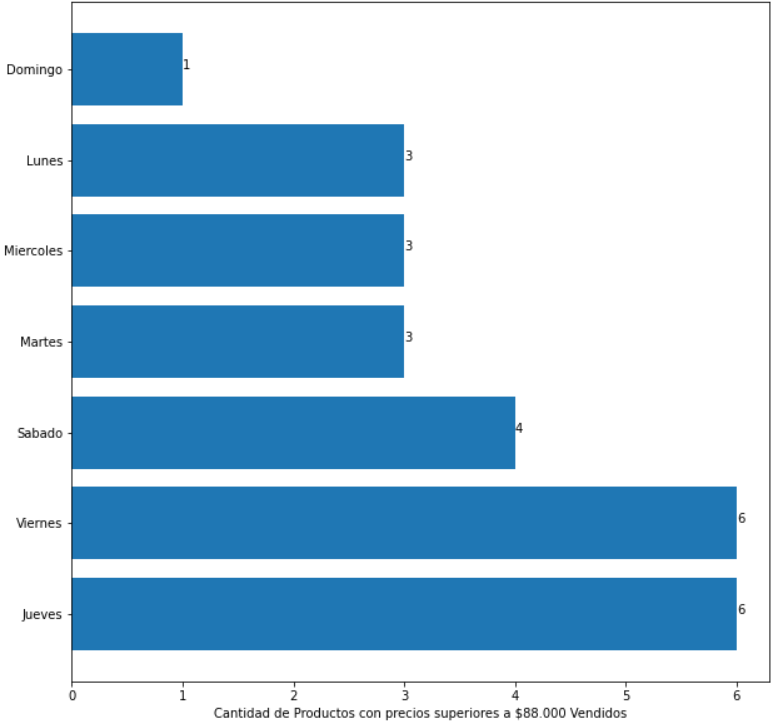 Domingo
1
Lunes
3
Miercoles
3
Martes
3
Sabado
4
Viernes
6
Jueves
6
0 1 2 3 4 5 6
Cantidad de Productos con precios superiores a $88.000 Vendidos